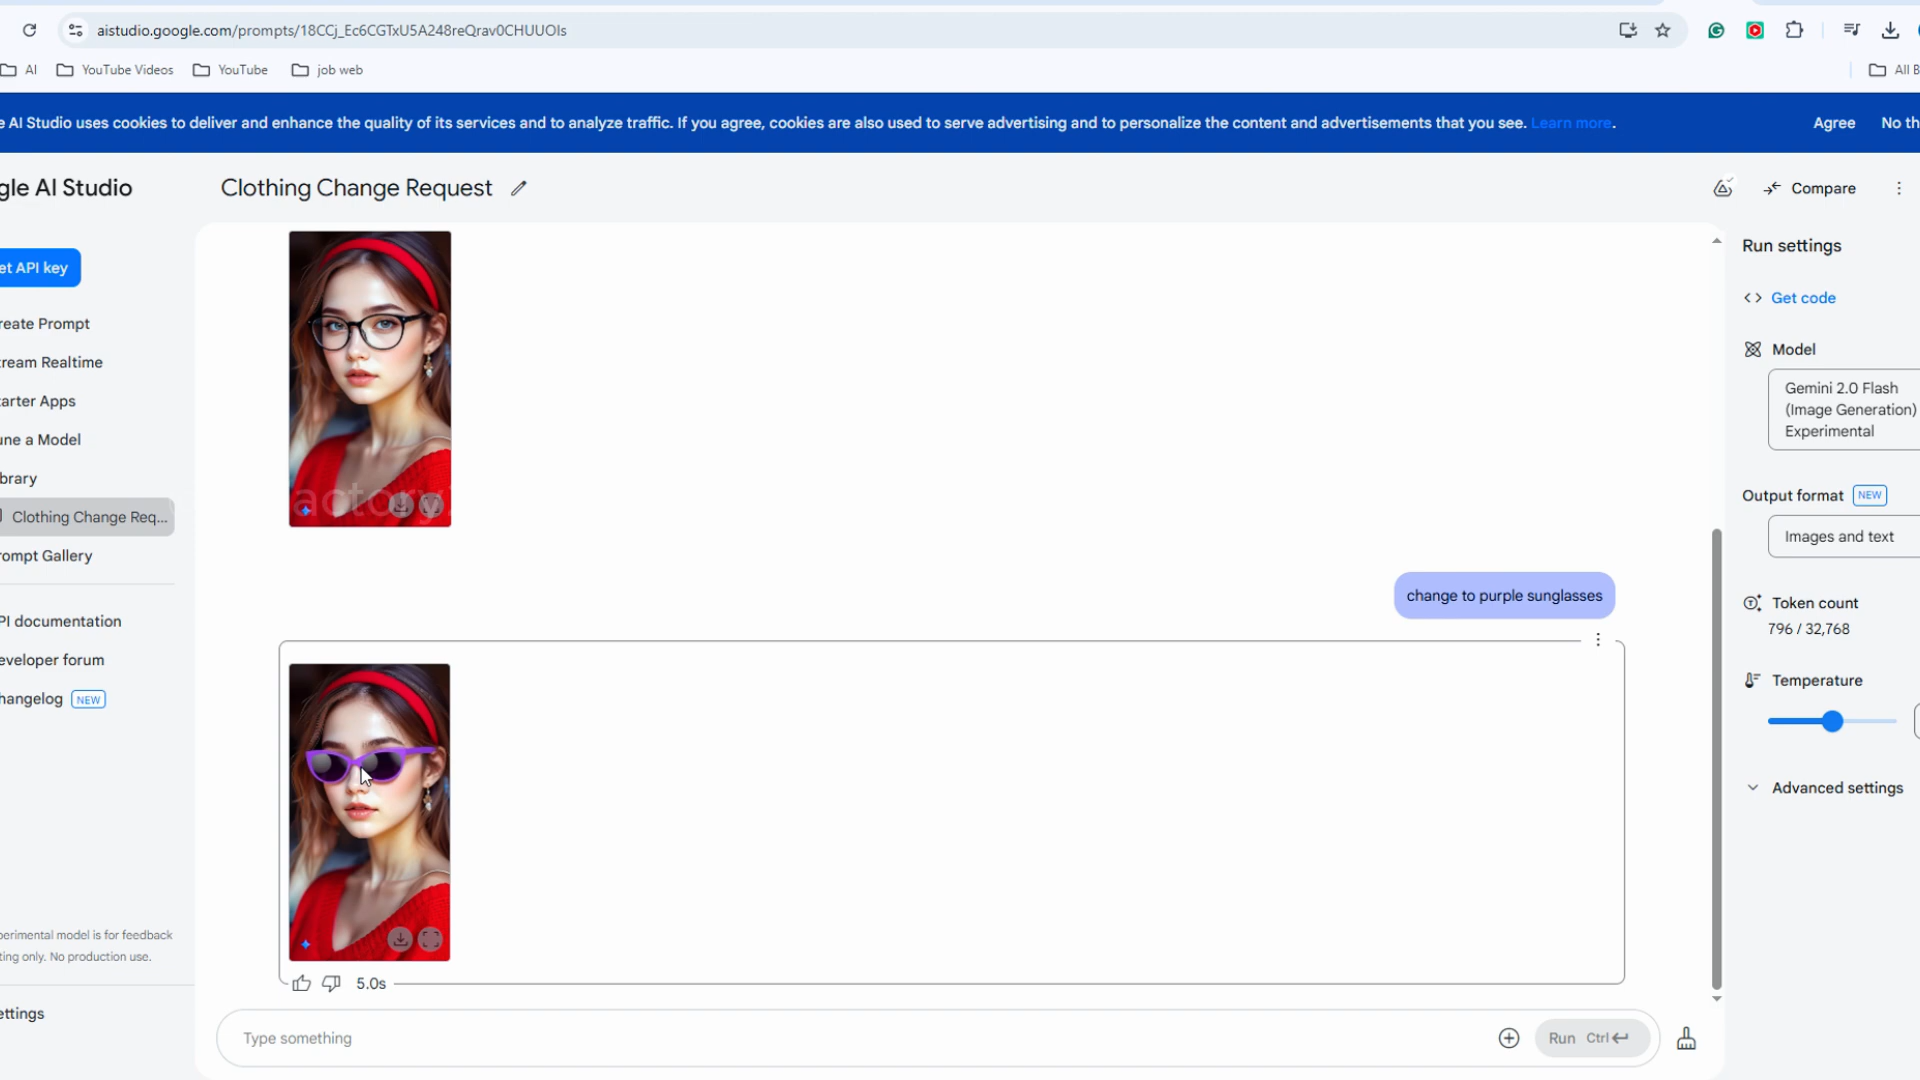 aistudio.google.com/prompts/18CCj_Ec6CGTxU5A248reQrav0CHUUOIs
AI
YouTube Videos
YouTube
job web
All B
e AI Studio uses cookies to deliver and enhance the quality of its services and to analyze traffic. If you agree, cookies are also used to serve advertising and to personalize the content and advertisements that you see. Learn more.
Agree
No th
gle AI Studio
Clothing Change Request
Compare
et API key
reate Prompt
tream Realtime
tarter Apps
une a Model
brary
Clothing Change Req...
rompt Gallery
PI documentation
eveloper forum
hangelog NEW
perimental model is for feedback
ting only. No production use.
ettings
actory
change to purple sunglasses
5.0s
Type something
Run Ctrl
Run settings
Get code
Model
Gemini 2.0 Flash
(Image Generation)
Experimental
Output format NEW
Images and text
Token count
796 / 32,768
Temperature
Advanced settings